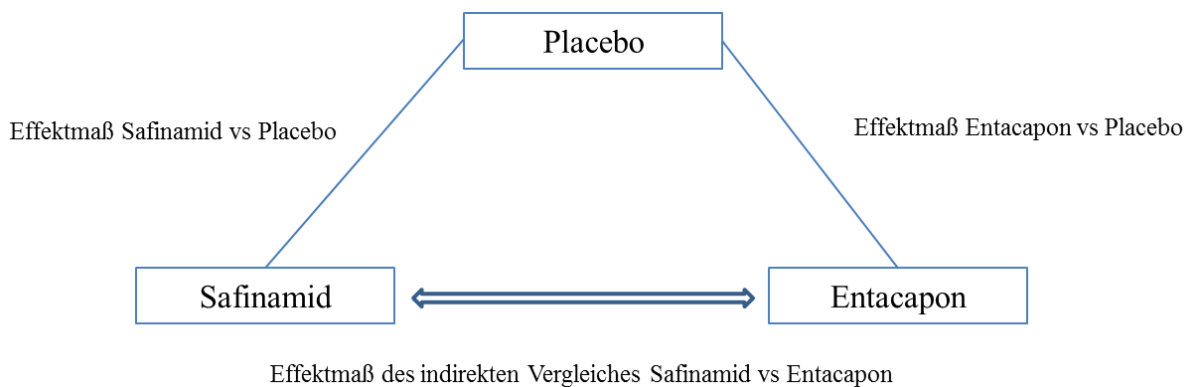 Placebo
Effektmaß Safinamid vs Placebo
Effektmaß Entacapon vs Placebo
Safinamid
Entacapon
Effektmaß des indirekten Vergleiches Safinamid vs Entacapon